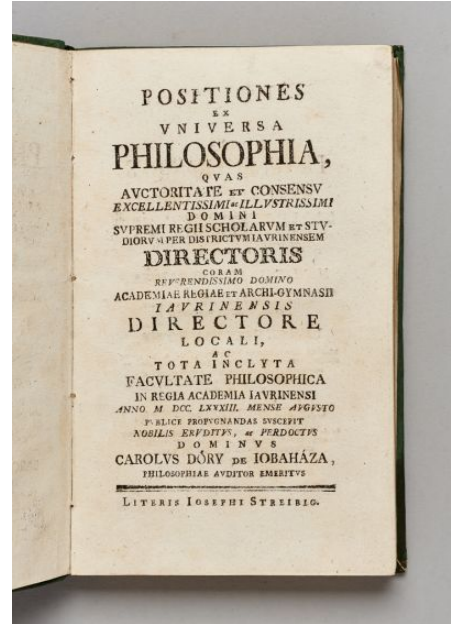 POSITIONES
EX
VNIVERSA
PHILOSOPHIA,
QVAS
AVCTORITATE ET CONSENSV
EXCELLENTISSIMI ac ILLVSTRISSIMI
DOMINI
SVPREMI REGII SCHOLARVM ET STV-
DIORVM PER DISTRICTVM IAVRINENSEM
DIRECTORIS
CORAM
REVERENDISSIMO DOMINO
ACADEMIAE REGIAE ET ARCHI-GYMNASII
IAVRINENSIS
DIRECTORE
LOCALI,
AC
TOTA INCLYTA
FACVLTATE PHILOSOPHICA
IN REGIA ACADEMIA IAVRINENSI
ANNO M DCC. LXXXIII. MENSE AVGVSTO
PVBLICE PROPVGNANDAS SVSCEPIT
NOBILIS ERVDITVS, ac PERDOCTVS
DOMINVS
CAROLVS DŐRY DE IOBAHÁZA,
PHILOSOPHIAE AVDITOR EMERITVS
LITERIS IOSEPHI STREIBIG.